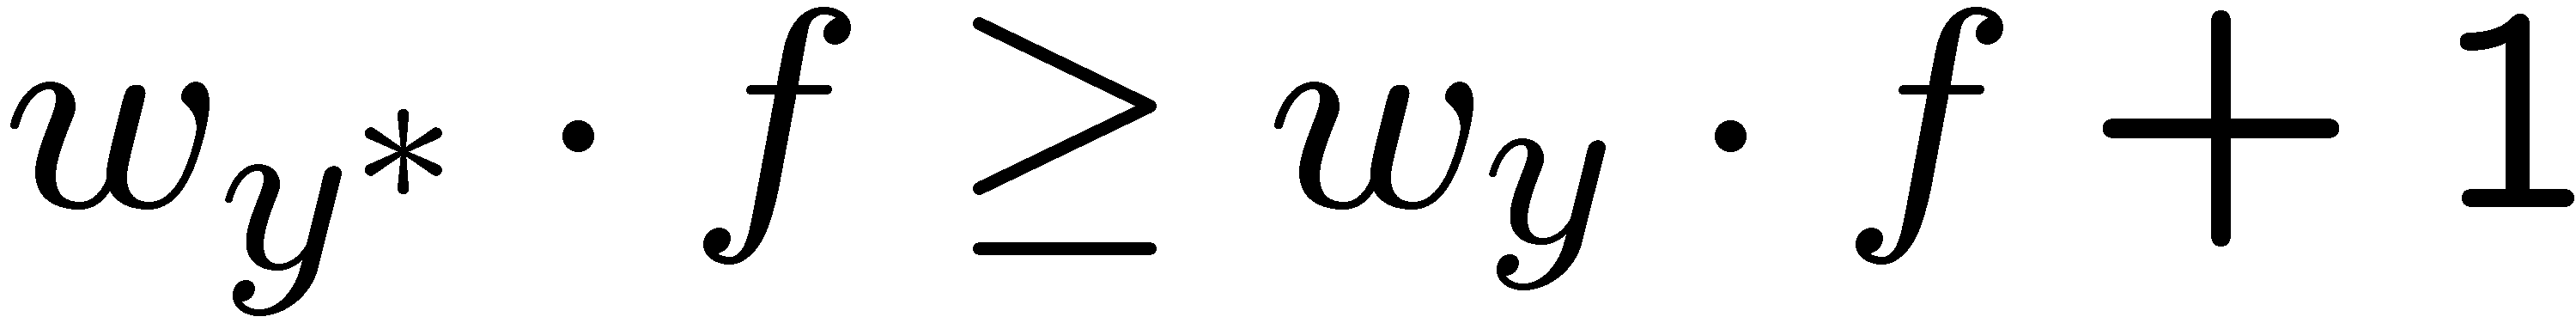 w_{y*} · f ≥ w_y · f + 1